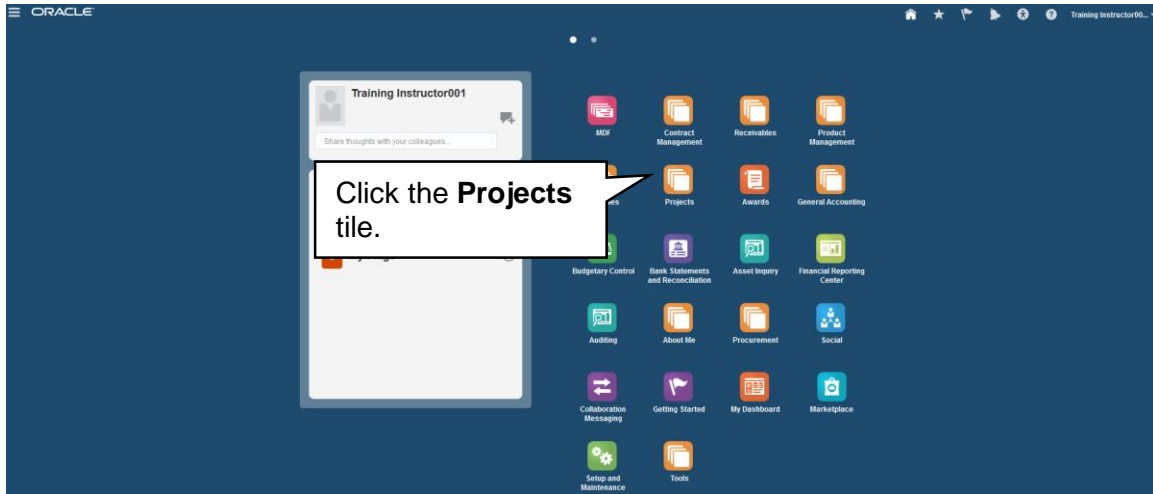 ORACLE
Training Instructor00...
Training Instructor001
Share thoughts with your colleagues...
MDF
Contract
Management
Receivables
Product
Management
Click the Projects
tile.
Projects
Awards
General Accounting
Budgetary Control
Bank Statements
and Reconciliation
Asset Inquiry
Financial Reporting
Center
Auditing
About Me
Procurement
Social
Collaboration
Messaging
Getting Started
My Dashboard
Marketplace
Setup and
Maintenance
Tools